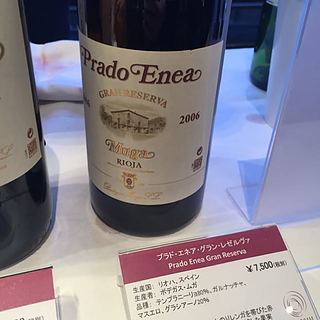 Prado Enea
GRAN RESERVA
2006
Muga
RIOJA
プラド・エネア・グラン・レゼルヴァ
Prado Enea Gran Reserva
¥7,500(税別)
生産国: リオハ、スペイン
生産者: ボデガス・ムガ
品種: テンプラニーリョ80%、ガルナッチャ、
マスエロ、グラシアーノ20%